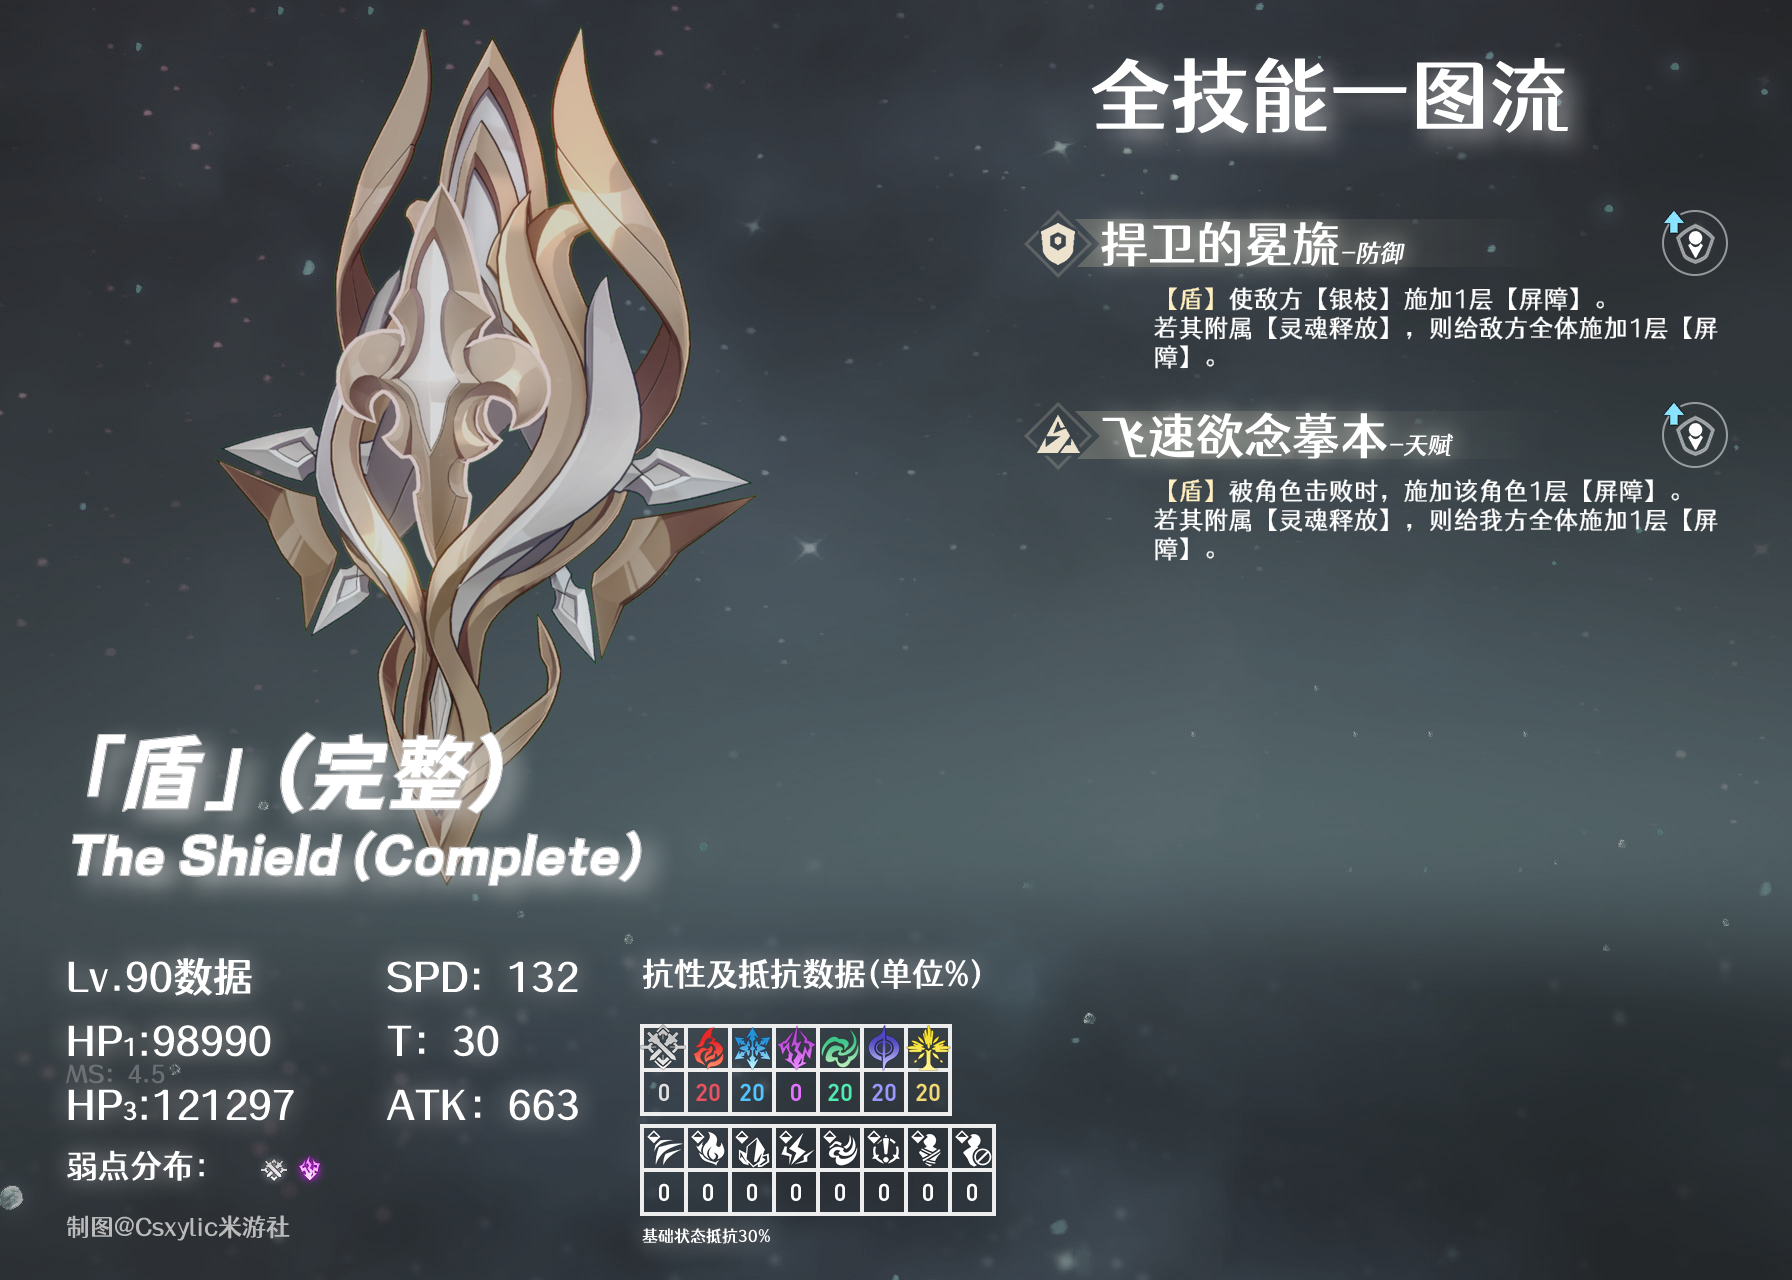 全技能一图流
捍卫的冕旒-防御
【盾】使敌方【银枝】施加1层【屏障】。
若其附属【灵魂释放】，则给敌方全体施加1层【屏
障】。
飞速欲念摹本-天赋
【盾】被角色击败时，施加该角色1层【屏障】。
若其附属【灵魂释放】，则给我方全体施加1层【屏
障】。
「盾」(完整)
The Shield (Complete)
Lv.90数据
SPD: 132
HP1:98990
T: 30
MS: 4.5
HP3:121297
ATK: 663
弱点分布:
制图@Csxylic米游社
抗性及抵抗数据(单位%)
0 20 20 0 20 20 20
0 0 0 0 0 0 0 0
基础状态抵抗30%